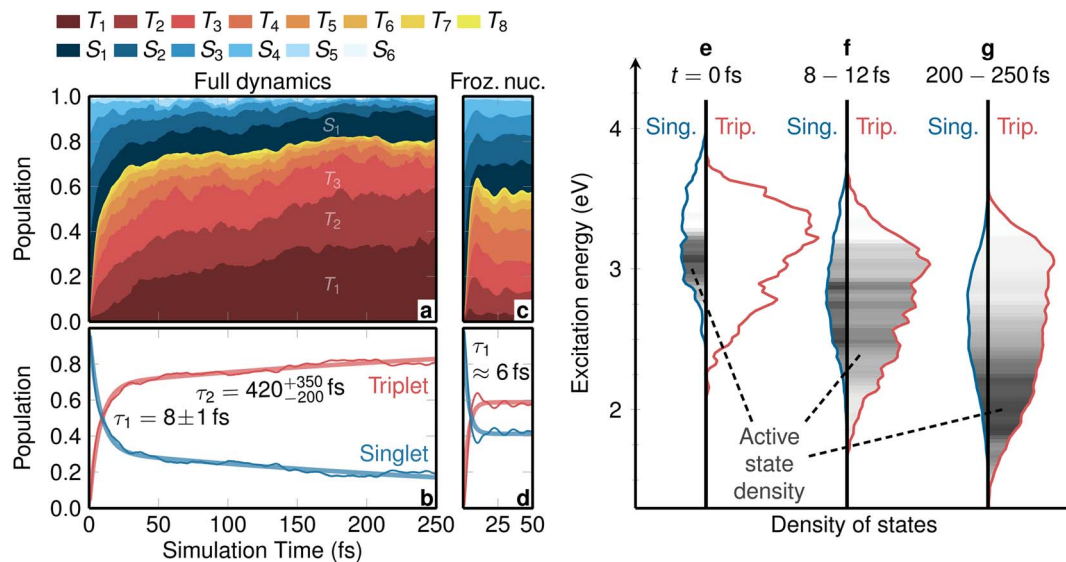 T₁ T₂ T₃ T₄ T₅ T₆ T₇ T₈
S₁ S₂ S₃ S₄ S₅ S₆
Full dynamics
Froz. nuc.
Population
1.0
0.8
0.6
0.4
0.2
0.0
S₁
T₃
T₂
T₁
a
c
Population
0.8
0.6
0.4
0.2
0.0
τ₁ = 8±1 fs
τ₂ = 420⁺³⁵⁰₋₂₀₀ fs
Triplet
Singlet
b
τ₁
≈ 6 fs
d
0 50 100 150 200 250
25 50
Simulation Time (fs)
e f g
t = 0 fs 8 − 12 fs 200 − 250 fs
Sing. Trip. Sing. Trip. Sing. Trip.
Excitation energy (eV)
4
3
2
Active
state
density
Density of states